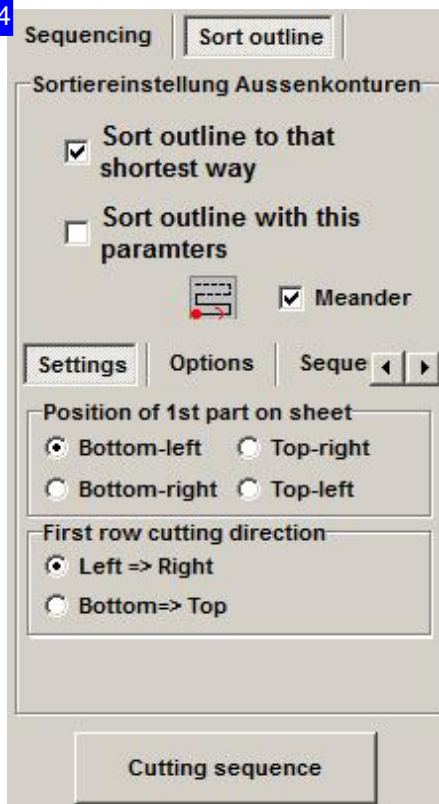 4
Sequencing Sort outline
Sortiereinstellung Aussenkonturen
Sort outline to that
shortest way
Sort outline with this
paramters
Meander
Settings Options Seque
Position of 1st part on sheet
Bottom-left Top-right
Bottom-right Top-left
First row cutting direction
Left => Right
Bottom=> Top
Cutting sequence